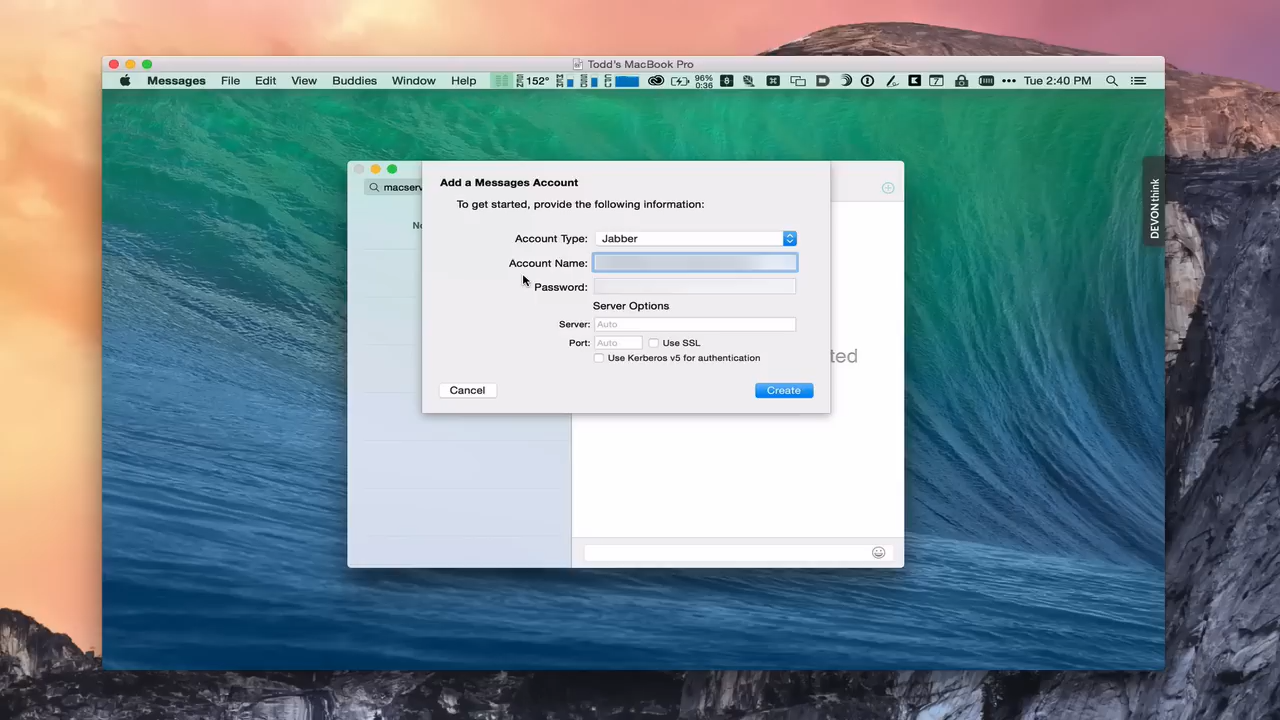 Todd's MacBook Pro
Messages File Edit View Buddies Window Help 152° 96% 0:36 Tue 2:40 PM
DEVONthink
macserv
Add a Messages Account
To get started, provide the following information:
Account Type: Jabber
Account Name:
Password:
Server Options
Server: Auto
Port: Auto Use SSL
Use Kerberos v5 for authentication
ted
Cancel Create